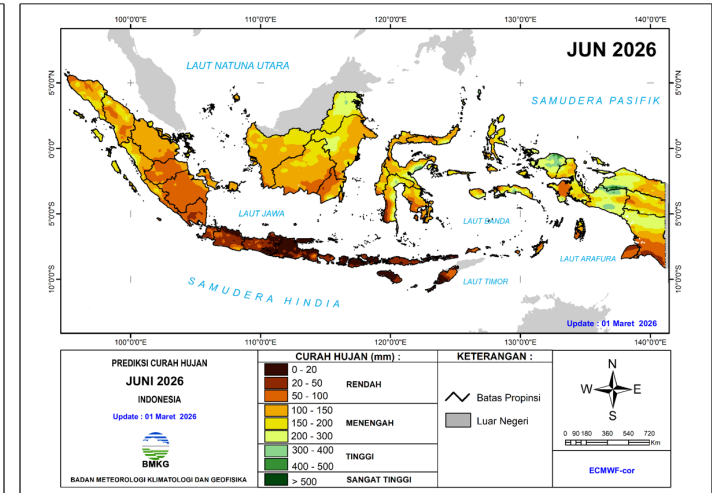 100°0'0"E 110°0'0"E 120°0'0"E 130°0'0"E 140°0'0"E
JUN 2026
LAUT NATUNA UTARA
SAMUDERA PASIFIK
5°0'0"N 5°0'0"N
0°0'0" 0°0'0"
LAUT JAWA
LAUT BANDA
5°0'0"S 5°0'0"S
LAUT ARAFURA
SAMUDERA HINDIA
LAUT TIMOR
10°0'0"S 10°0'0"S
Update : 01 Maret 2026
100°0'0"E 110°0'0"E 120°0'0"E 130°0'0"E 140°0'0"E
PREDIKSI CURAH HUJAN
JUNI 2026
INDONESIA
Update : 01 Maret 2026
BMKG
BADAN METEOROLOGI KLIMATOLOGI DAN GEOFISIKA
CURAH HUJAN (mm) :
0 - 20
20 - 50
RENDAH
50 - 100
100 - 150
150 - 200
MENENGAH
200 - 300
300 - 400
TINGGI
400 - 500
> 500
SANGAT TINGGI
KETERANGAN :
Batas Propinsi
Luar Negeri
N
W E
S
0 90 180 360 540 720
Km
ECMWF-cor